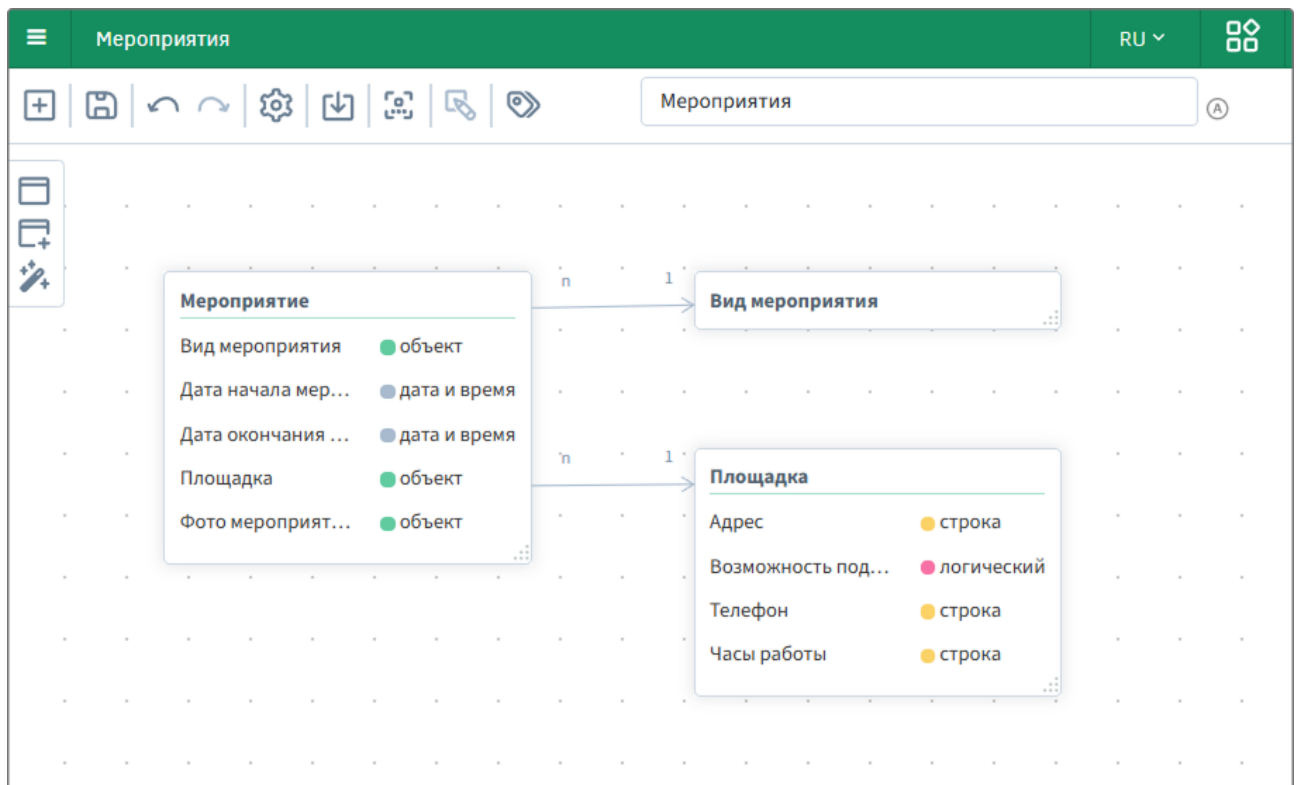 Мероприятия
RU
Мероприятия
A
n 1
Мероприятие
Вид мероприятия объект
Дата начала мер... дата и время
Дата окончания ... дата и время
Площадка объект
Фото мероприят... объект
Вид мероприятия
n 1
Площадка
Адрес строка
Возможность под... логический
Телефон строка
Часы работы строка